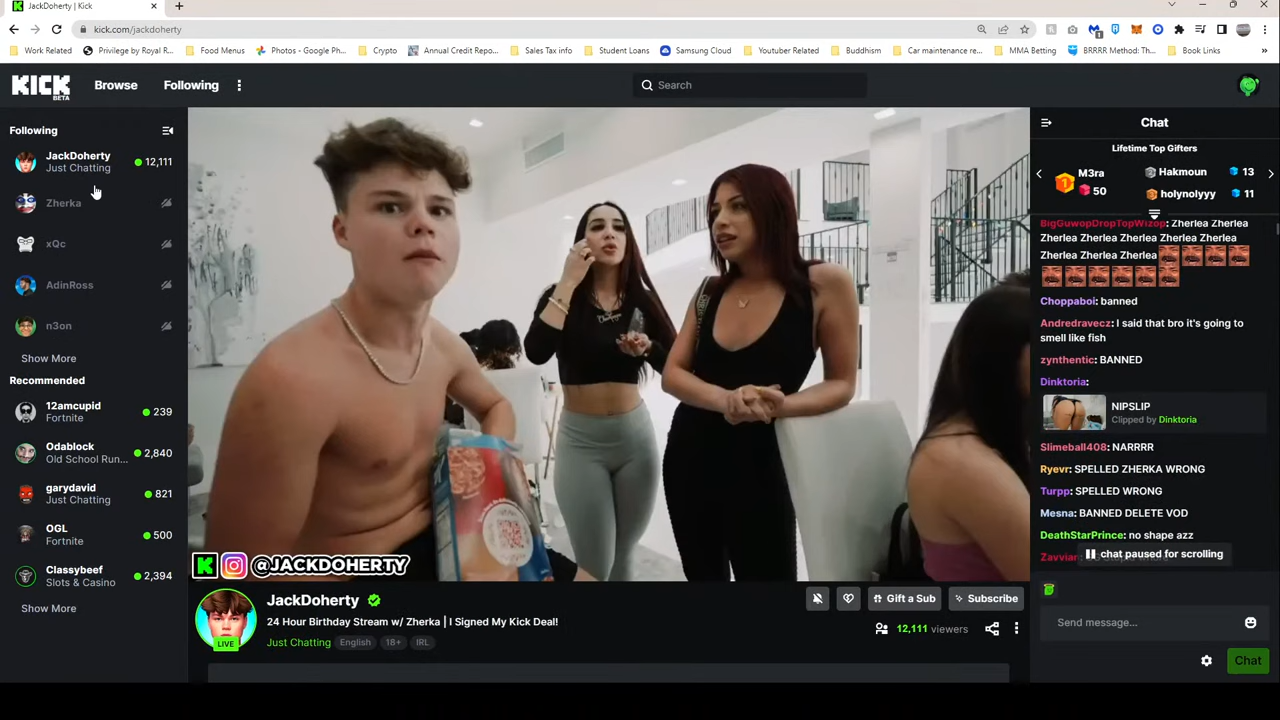 JackDoherty | Kick
kick.com/jackdoherty
Work Related
Privilege by Royal R...
Food Menus
Photos - Google Ph...
Crypto
Annual Credit Repo...
Sales Tax info
Student Loans
Samsung Cloud
Youtuber Related
Buddhism
Car maintenance re...
MMA Betting
BRRRR Method: Th...
Book Links
KICK
BETA
Browse
Following
Search
Following
JackDoherty
Just Chatting
12,111
Zherka
xQc
AdinRoss
n3on
Show More
Recommended
12amcupid
Fortnite
239
Odablock
Old School Run...
2,840
garydavid
Just Chatting
821
OGL
Fortnite
500
Classybeef
Slots & Casino
2,394
Show More
@JACKDOHERTY
LIVE
JackDoherty
24 Hour Birthday Stream w/ Zherka | I Signed My Kick Deal!
Just Chatting
English
18+
IRL
Gift a Sub
Subscribe
12,111 viewers
Chat
Lifetime Top Gifters
M3ra
50
Hakmoun
13
holynolyyy
11
BigGuwopDropTopWizop: Zherlea Zherlea
Zherlea Zherlea Zherlea Zherlea Zherlea
Zherlea Zherlea Zherlea
Choppaboi: banned
Andredravecz: I said that bro it's going to
smell like fish
zynthentic: BANNED
Dinktoria:
NIPSLIP
Clipped by Dinktoria
Slimeball408: NARRRR
Ryevr: SPELLED ZHERKA WRONG
Turpp: SPELLED WRONG
Mesna: BANNED DELETE VOD
DeathStarPrince: no shape azz
Zavvian
chat paused for scrolling
Send message...
Chat